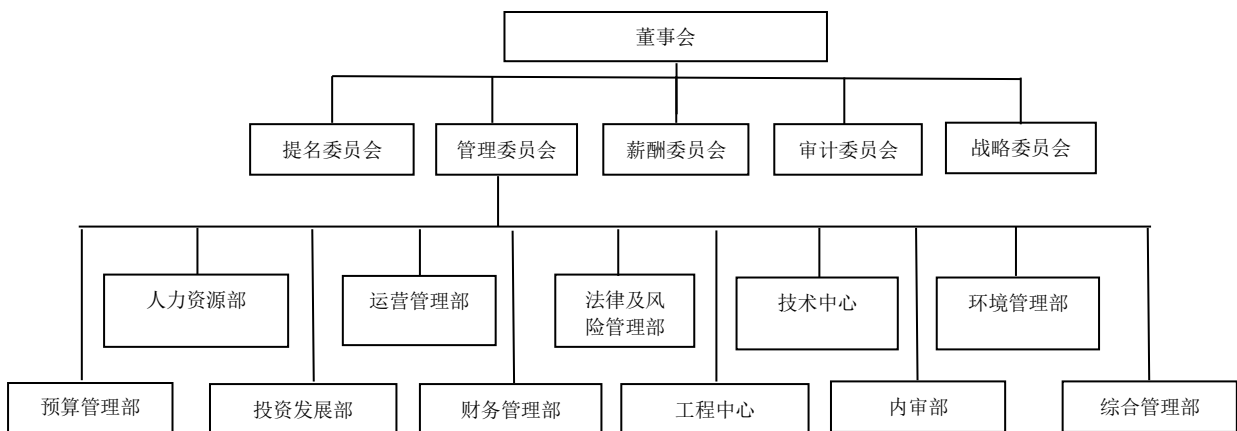 董事会
提名委员会
管理委员会
薪酬委员会
审计委员会
战略委员会
人力资源部
运营管理部
法律及风
险管理部
技术中心
环境管理部
预算管理部
投资发展部
财务管理部
工程中心
内审部
综合管理部